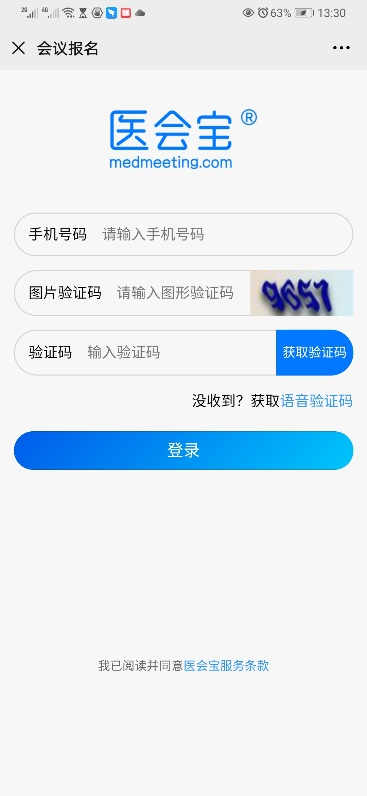 2G 4G 63% 13:30
会议报名
医会宝®
medmeeting.com
手机号码 请输入手机号码
图片验证码 请输入图形验证码 9657
验证码 输入验证码 获取验证码
没收到？获取语音验证码
登录
我已阅读并同意医会宝服务条款